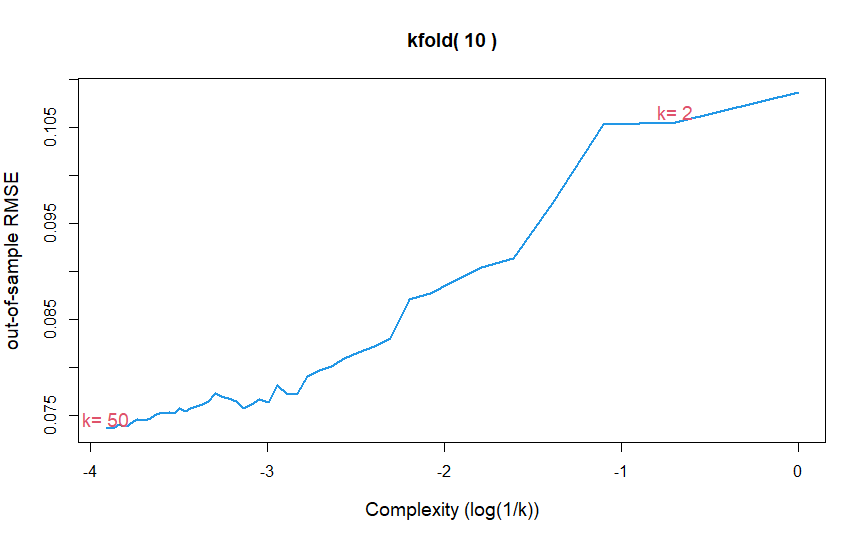 kfold( 10 )
out-of-sample RMSE
0.105
0.095
0.085
0.075
k= 2
k= 50
-4 -3 -2 -1 0
Complexity (log(1/k))